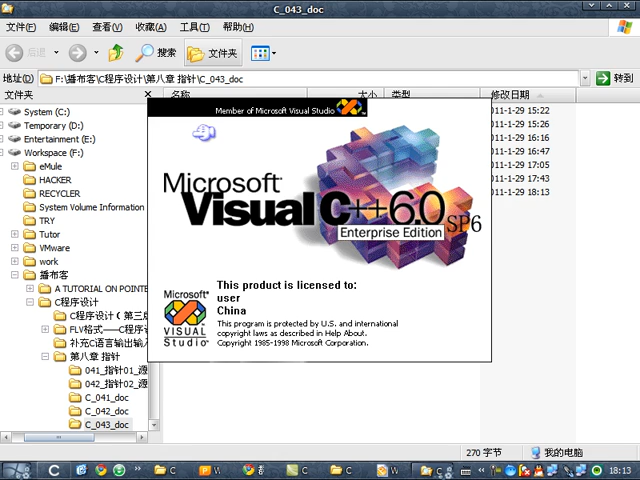 C_043_doc
文件(F) 编辑(E) 查看(V) 收藏(A) 工具(T) 帮助(H)
后退 搜索 文件夹
地址(D) F:\播布客\C程序设计\第八章 指针\C_043_doc 转到
文件夹 名称 大小 类型 修改日期
System (C:)
Temporary (D:)
Entertainment (E:)
Workspace (F:)
eMule
HACKER
RECYCLER
System Volume Information
TRY
Tutor
VMware
work
播布客
A TUTORIAL ON POINTE
C程序设计
C程序设计(第三版
FLV格式——C程序
补充C语言输出输入
第八章 指针
041_指针01_源
042_指针02_源
C_041_doc
C_042_doc
C_043_doc
011-1-29 15:22
011-1-29 15:26
011-1-29 16:16
011-1-29 16:47
011-1-29 17:05
011-1-29 17:43
011-1-29 18:13
Member of Microsoft Visual Studio
Microsoft
Visual C++ 6.0 SP6
Enterprise Edition
This product is licensed to:
user
China
This program is protected by U.S. and international
copyright laws as described in Help About.
Copyright 1985-1998 Microsoft Corporation.
Microsoft
VISUAL
Studio
270 字节 我的电脑
C C W C W C 18:13